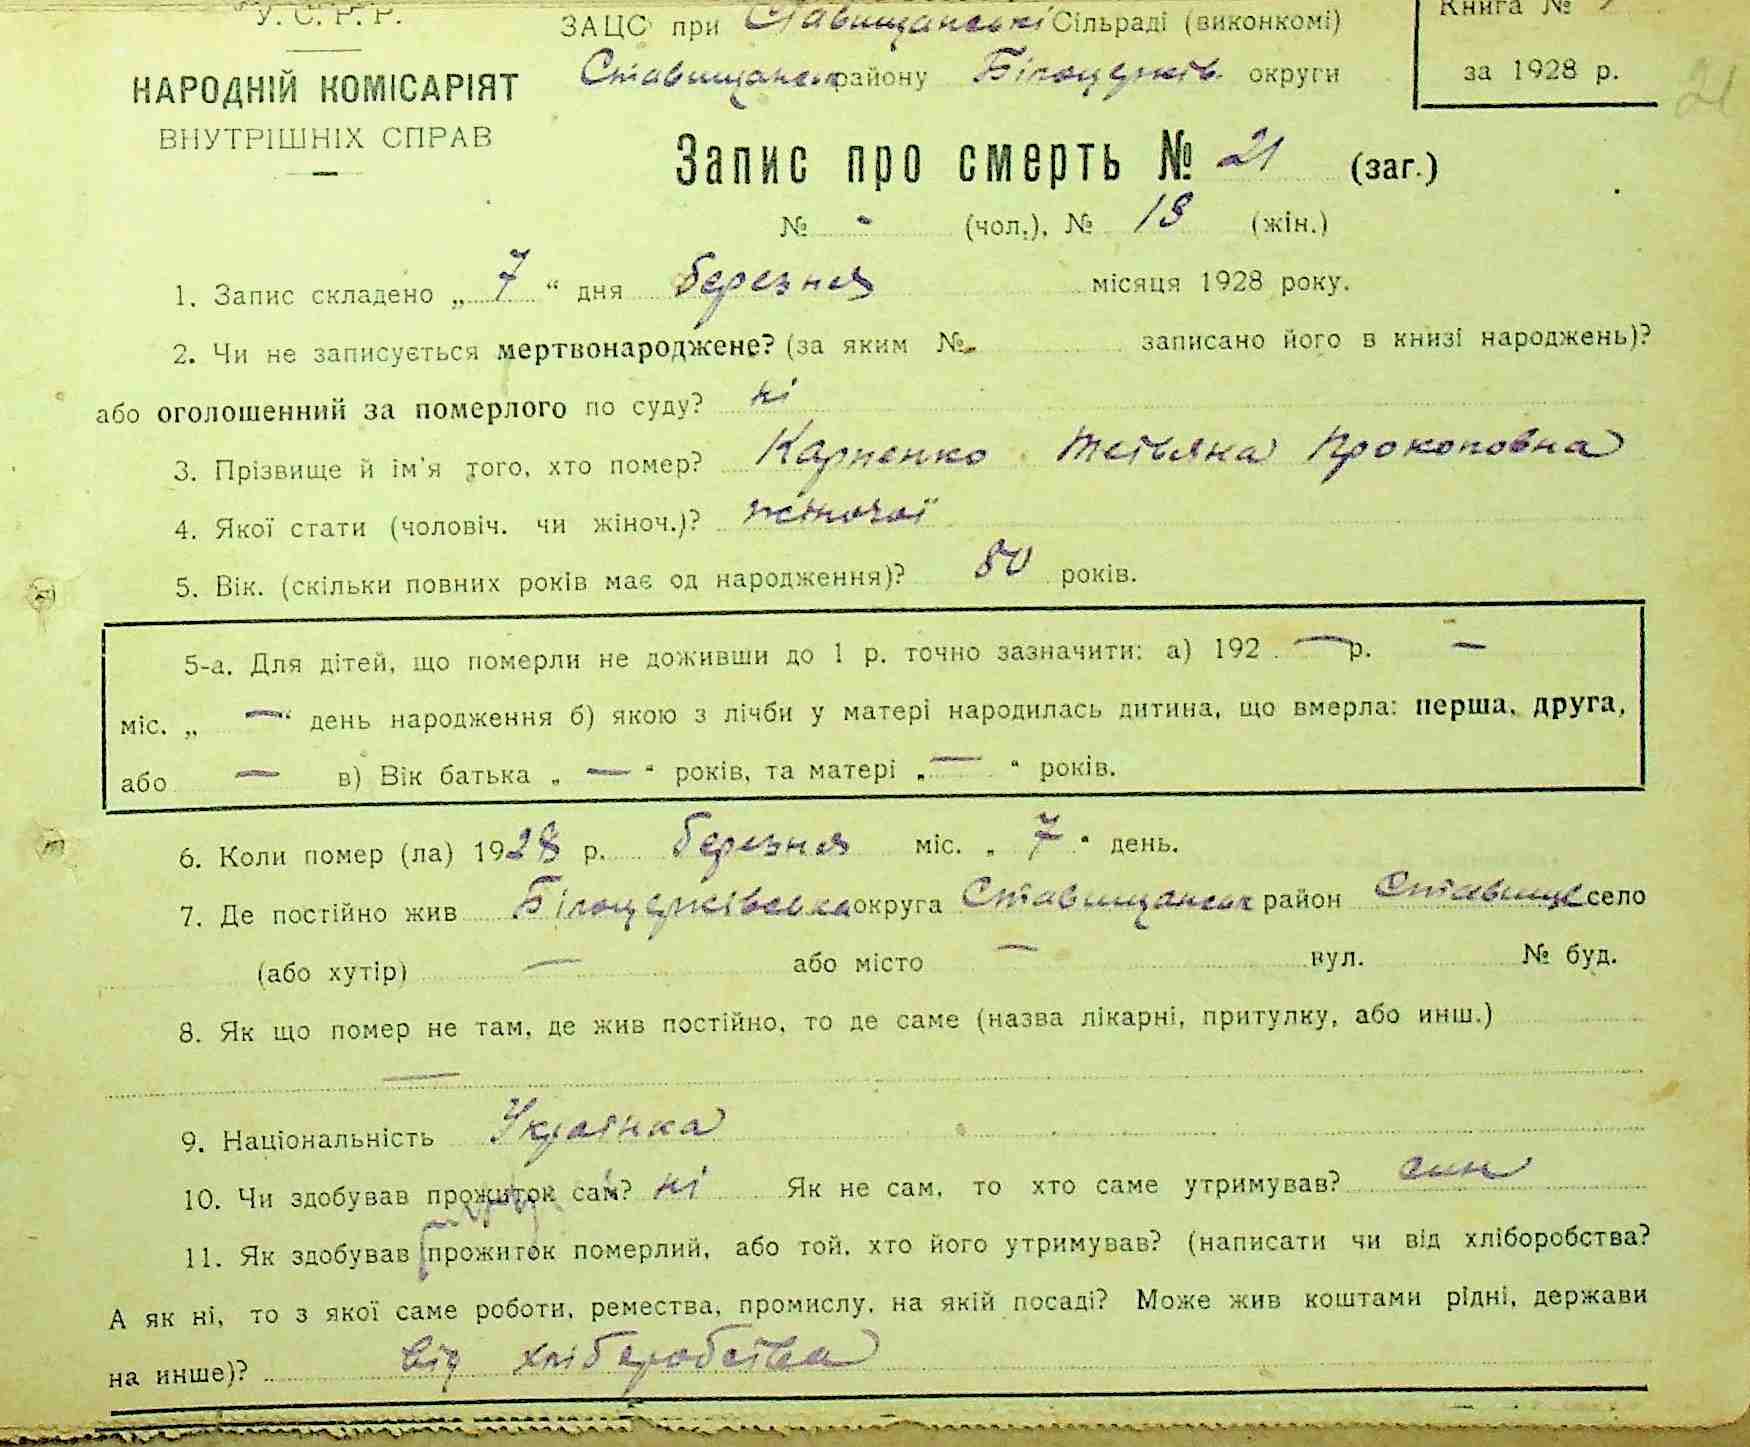 У. С. Р. Р.
НАРОДНІЙ КОМІСАРІЯТ
ВНУТРІШНІХ СПРАВ
ЗАЦС при Ставищанські Сільраді (виконкомі)
Ставищанськ району Білоцерків округи
Книга №
за 1928 р.
21
Запис про смерть № 21 (заг.)
№ - (чол.), № 13 (жін.)
1. Запис складено „ 7 “ дня березня місяця 1928 року.
2. Чи не записується мертвонароджене? (за яким № записано його в книзі народжень)?
або оголошенний за померлого по суду? ні
3. Прізвище й ім'я того, хто помер? Карпенко Тетьяна Прокоповна
4. Якої стати (чоловіч. чи жіноч.)? жіночої
5. Вік. (скільки повних років має од народження)? 80 років.
5-а. Для дітей, що померли не доживши до 1 р. точно зазначити: а) 192 — р. —
міс. „ — “ день народження б) якою з лічби у матері народилась дитина, що вмерла: перша, друга,
або — в) Вік батька „ — “ років, та матері „ — “ років.
6. Коли помер (ла) 1928 р. березня міс. „ 7 “ день.
7. Де постійно жив Білоцерківська округа Ставищанськ район Ставище село
(або хутір) — або місто — вул. № буд.
8. Як що помер не там, де жив постійно, то де саме (назва лікарні, притулку, або инш.)
—
9. Національність Українка
10. Чи здобував прожиток сам? ні Як не сам, то хто саме утримував? син
11. Як здобував прожиток померлий, або той, хто його утримував? (написати чи від хліборобства?
А як ні, то з якої саме роботи, ремества, промислу, на якій посаді? Може жив коштами рідні, держави
на инше)? від хліборобства